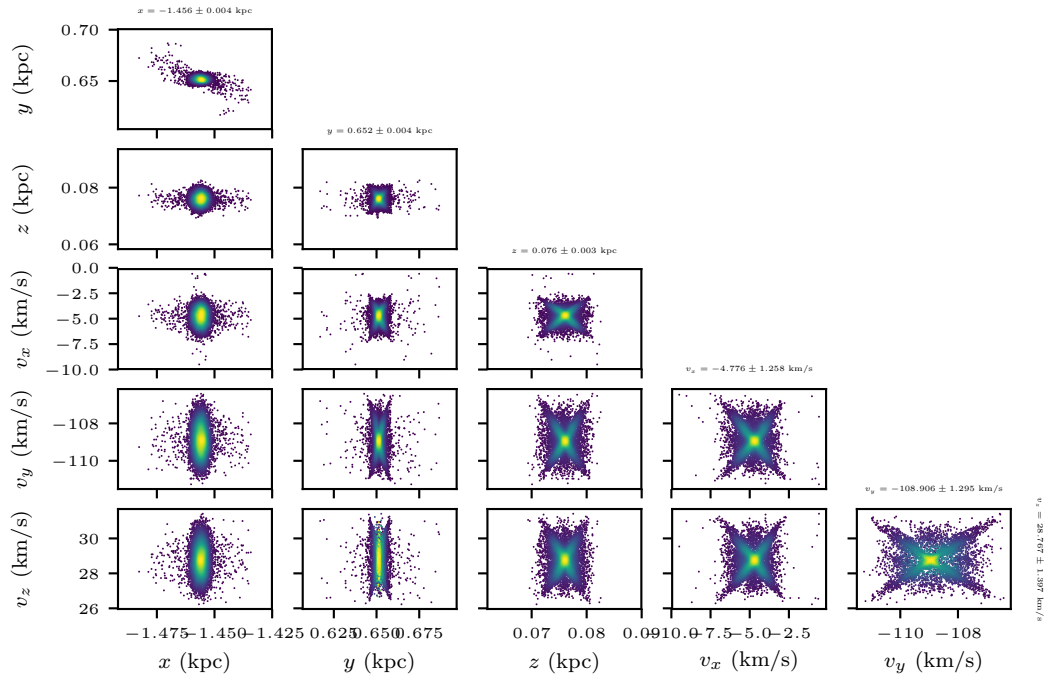 x = −1.456 ± 0.004 kpc
0.70
0.65
y (kpc)
y = 0.652 ± 0.004 kpc
0.08
0.06
z (kpc)
z = 0.076 ± 0.003 kpc
0.0
−2.5
−5.0
−7.5
−10.0
v_x (km/s)
v_x = −4.776 ± 1.258 km/s
−108
−110
v_y (km/s)
v_y = −108.906 ± 1.295 km/s
30
28
26
v_z (km/s)
v_z = 28.767 ± 1.397 km/s
−1.475 −1.450 −1.425 0.625 0.650 0.675 0.07 0.08 0.09 −10.0 −7.5 −5.0 −2.5 −110 −108
x (kpc) y (kpc) z (kpc) v_x (km/s) v_y (km/s)